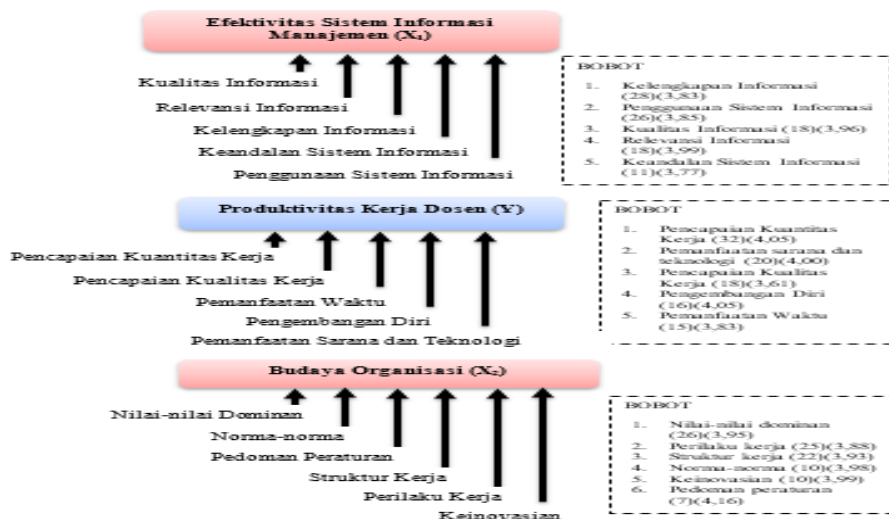 Efektivitas Sistem Informasi
Manajemen (X₁)
Kualitas Informasi
Relevansi Informasi
Kelengkapan Informasi
Keandalan Sistem Informasi
Penggunaan Sistem Informasi
BOBOT
1. Kelengkapan Informasi
(28)(3,83)
2. Penggunaan Sistem Informasi
(26)(3,85)
3. Kualitas Informasi (18)(3,96)
4. Relevansi Informasi
(18)(3,99)
5. Keandalan Sistem Informasi
(11)(3,77)
Produktivitas Kerja Dosen (Y)
Pencapaian Kuantitas Kerja
Pencapaian Kualitas Kerja
Pemanfaatan Waktu
Pengembangan Diri
Pemanfaatan Sarana dan Teknologi
BOBOT
1. Pencapaian Kuantitas
Kerja (32)(4,05)
2. Pemanfaatan sarana dan
teknologi (20)(4,00)
3. Pencapaian Kualitas
Kerja (18)(3,61)
4. Pengembangan Diri
(16)(4,05)
5. Pemanfaatan Waktu
(15)(3,83)
Budaya Organisasi (X₂)
Nilai-nilai Dominan
Norma-norma
Pedoman Peraturan
Struktur Kerja
Perilaku Kerja
Keinovasian
BOBOT
1. Nilai-nilai dominan
(26)(3,95)
2. Perilaku kerja (25)(3,88)
3. Struktur kerja (22)(3,93)
4. Norma-norma (10)(3,98)
5. Keinovasian (10)(3,99)
6. Pedoman peraturan
(7)(4,16)